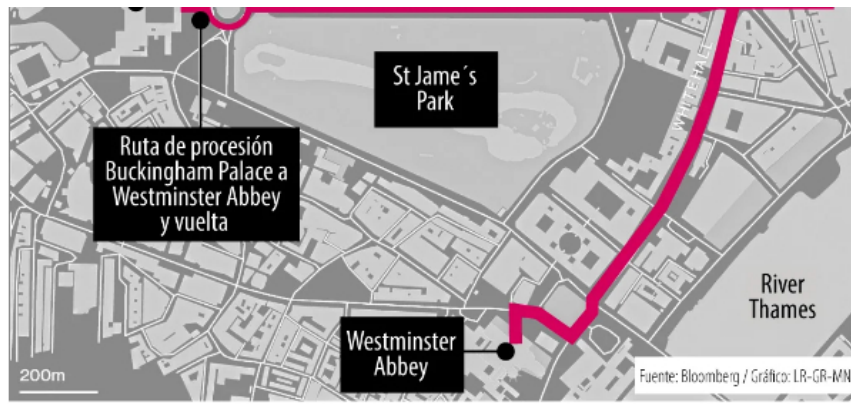 St Jame´s
Park
WHITEHALL
Ruta de procesión
Buckingham Palace a
Westminster Abbey
y vuelta
River
Thames
Westminster
Abbey
200m
Fuente: Bloomberg / Gráfico: LR-GR-MN